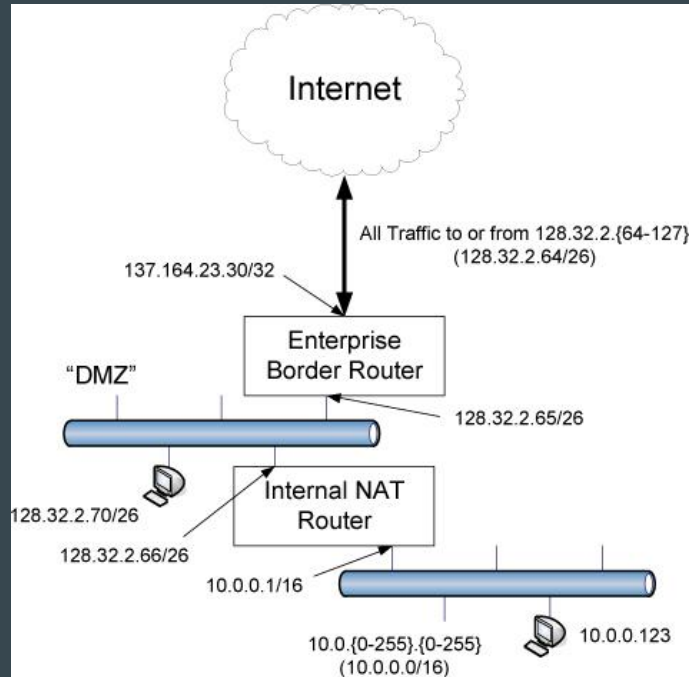 Internet
All Traffic to or from 128.32.2.{64-127}
(128.32.2.64/26)
137.164.23.30/32
Enterprise
Border Router
“DMZ”
128.32.2.65/26
Internal NAT
Router
128.32.2.70/26
128.32.2.66/26
10.0.0.1/16
10.0.{0-255}.{0-255}
(10.0.0.0/16)
10.0.0.123